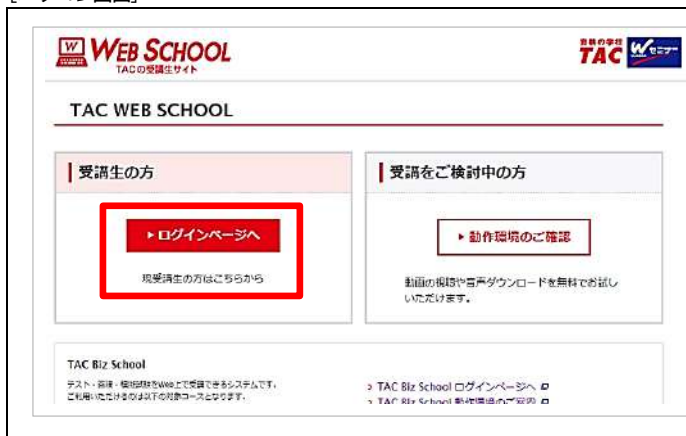 WEB SCHOOL
TACの受講生サイト
資格の学校
TAC Wセミナー
TAC WEB SCHOOL
受講生の方
ログインページへ
現受講生の方はこちらから
受講をご検討中の方
動作環境のご確認
動画の視聴や音声ダウンロードを無料でお試し
いただけます。
TAC Biz School
テスト・答練・模擬試験をWeb上で受講できるシステムです。
ご利用いただけるのは以下の対象コースとなります。
TAC Biz School ログインページへ
TAC Biz School 動作環境のご案内